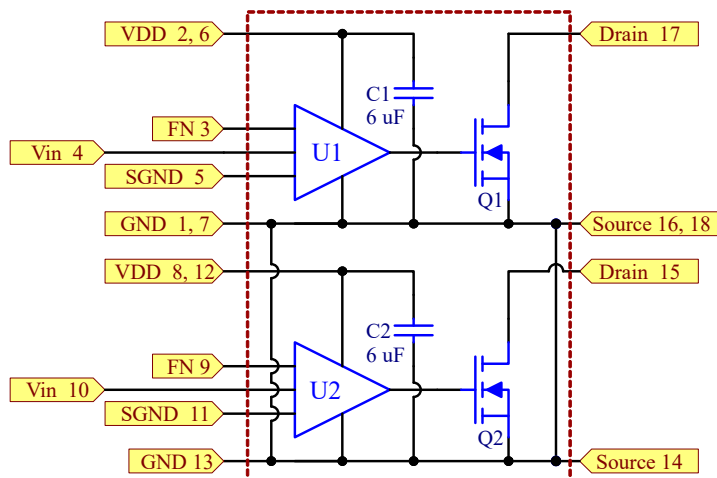 VDD 2, 6
Drain 17
C1
6 uF
FN 3
Vin 4
U1
SGND 5
Q1
GND 1, 7
Source 16, 18
VDD 8, 12
Drain 15
C2
6 uF
FN 9
Vin 10
U2
SGND 11
Q2
GND 13
Source 14